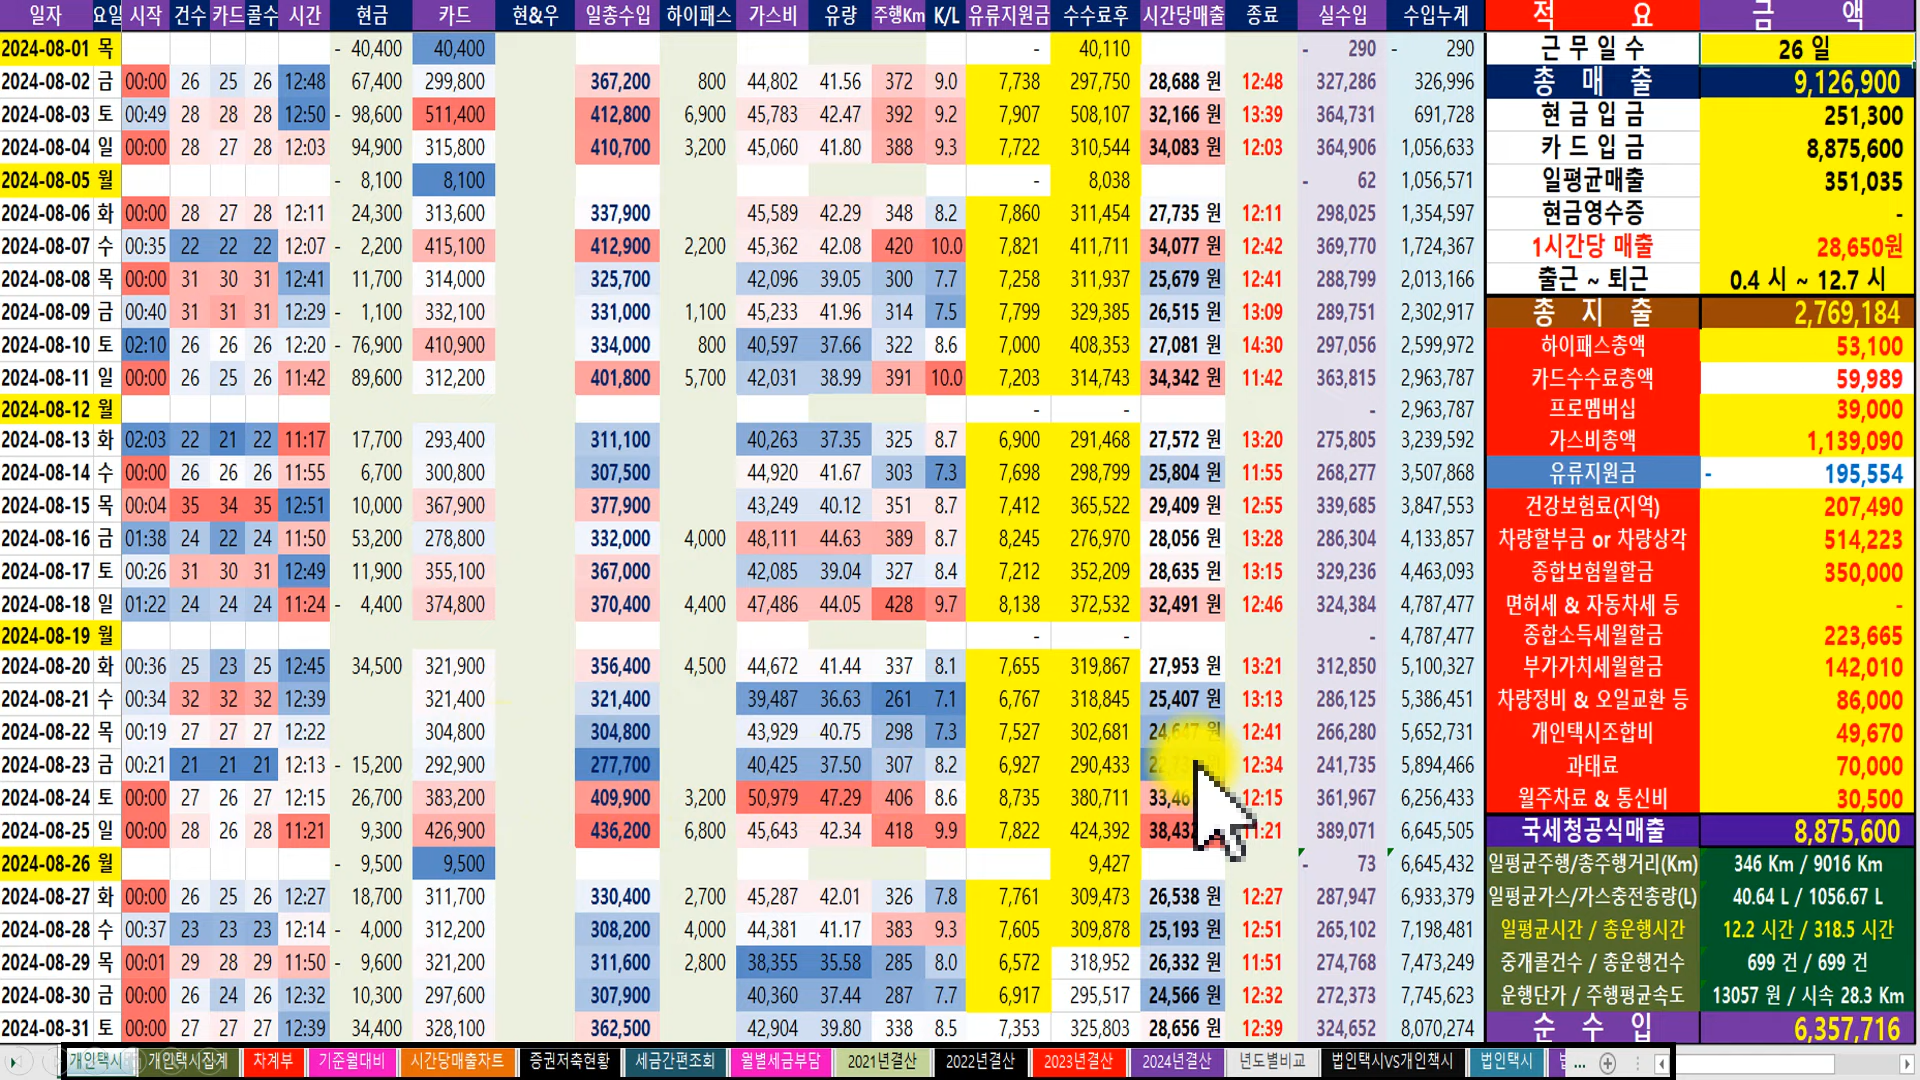 일자 요일 시작 건수 카드 콜수 시간 현금 카드 현&우 일총수입 하이패스 가스비 유량 주행Km K/L 유류지원금 수수료후 시간당매출 종료 실수입 수입누계 적 요 금 액
2024-08-01 목 - 40,400 40,400 - 40,110 - 290 - 290 근 무 일 수 26 일
2024-08-02 금 00:00 26 25 26 12:48 67,400 299,800 367,200 800 44,802 41.56 372 9.0 7,738 297,750 28,688 원 12:48 327,286 326,996 총 매 출 9,126,900
2024-08-03 토 00:49 28 28 28 12:50 - 98,600 511,400 412,800 6,900 45,783 42.47 392 9.2 7,907 508,107 32,166 원 13:39 364,731 691,728 현 금 입 금 251,300
2024-08-04 일 00:00 28 27 28 12:03 94,900 315,800 410,700 3,200 45,060 41.80 388 9.3 7,722 310,544 34,083 원 12:03 364,906 1,056,633 카 드 입 금 8,875,600
2024-08-05 월 - 8,100 8,100 - 8,038 - 62 1,056,571 일평균매출 351,035
2024-08-06 화 00:00 28 27 28 12:11 24,300 313,600 337,900 45,589 42.29 348 8.2 7,860 311,454 27,735 원 12:11 298,025 1,354,597 현금영수증 -
2024-08-07 수 00:35 22 22 22 12:07 - 2,200 415,100 412,900 2,200 45,362 42.08 420 10.0 7,821 411,711 34,077 원 12:42 369,770 1,724,367 1시간당 매출 28,650원
2024-08-08 목 00:00 31 30 31 12:41 11,700 314,000 325,700 42,096 39.05 300 7.7 7,258 311,937 25,679 원 12:41 288,799 2,013,166 출근 ~ 퇴근 0.4 시 ~ 12.7 시
2024-08-09 금 00:40 31 31 31 12:29 - 1,100 332,100 331,000 1,100 45,233 41.96 314 7.5 7,799 329,385 26,515 원 13:09 289,751 2,302,917 총 지 출 2,769,184
2024-08-10 토 02:10 26 26 26 12:20 - 76,900 410,900 334,000 800 40,597 37.66 322 8.6 7,000 408,353 27,081 원 14:30 297,056 2,599,972 하이패스총액 53,100
2024-08-11 일 00:00 26 25 26 11:42 89,600 312,200 401,800 5,700 42,031 38.99 391 10.0 7,203 314,743 34,342 원 11:42 363,815 2,963,787 카드수수료총액 59,989
2024-08-12 월 - - - 2,963,787 프로멤버십 39,000
2024-08-13 화 02:03 22 21 22 11:17 17,700 293,400 311,100 40,263 37.35 325 8.7 6,900 291,468 27,572 원 13:20 275,805 3,239,592 가스비총액 1,139,090
2024-08-14 수 00:00 26 26 26 11:55 6,700 300,800 307,500 44,920 41.67 303 7.3 7,698 298,799 25,804 원 11:55 268,277 3,507,868 유류지원금 - 195,554
2024-08-15 목 00:04 35 34 35 12:51 10,000 367,900 377,900 43,249 40.12 351 8.7 7,412 365,522 29,409 원 12:55 339,685 3,847,553 건강보험료(지역) 207,490
2024-08-16 금 01:38 24 22 24 11:50 53,200 278,800 332,000 4,000 48,111 44.63 389 8.7 8,245 276,970 28,056 원 13:28 286,304 4,133,857 차량할부금 or 차량상각 514,223
2024-08-17 토 00:26 31 30 31 12:49 11,900 355,100 367,000 42,085 39.04 327 8.4 7,212 352,209 28,635 원 13:15 329,236 4,463,093 종합보험월할금 350,000
2024-08-18 일 01:22 24 24 24 11:24 - 4,400 374,800 370,400 4,400 47,486 44.05 428 9.7 8,138 372,532 32,491 원 12:46 324,384 4,787,477 면허세 & 자동차세 등 -
2024-08-19 월 - - - 4,787,477 종합소득세월할금 223,665
2024-08-20 화 00:36 25 23 25 12:45 34,500 321,900 356,400 4,500 44,672 41.44 337 8.1 7,655 319,867 27,953 원 13:21 312,850 5,100,327 부가가치세월할금 142,010
2024-08-21 수 00:34 32 32 32 12:39 321,400 321,400 39,487 36.63 261 7.1 6,767 318,845 25,407 원 13:13 286,125 5,386,451 차량정비 & 오일교환 등 86,000
2024-08-22 목 00:19 27 27 27 12:22 304,800 304,800 43,929 40.75 298 7.3 7,527 302,681 24,647 원 12:41 266,280 5,652,731 개인택시조합비 49,670
2024-08-23 금 00:21 21 21 21 12:13 - 15,200 292,900 277,700 40,425 37.50 307 8.2 6,927 290,433 12:34 241,735 5,894,466 과태료 70,000
2024-08-24 토 00:00 27 26 27 12:15 26,700 383,200 409,900 3,200 50,979 47.29 406 8.6 8,735 380,711 12:15 361,967 6,256,433 월주차료 & 통신비 30,500
2024-08-25 일 00:00 28 26 28 11:21 9,300 426,900 436,200 6,800 45,643 42.34 418 9.9 7,822 424,392 11:21 389,071 6,645,505 국세청공식매출 8,875,600
2024-08-26 월 - 9,500 9,500 9,427 - 73 6,645,432 일평균주행/총주행거리(Km) 346 Km / 9016 Km
2024-08-27 화 00:00 26 25 26 12:27 18,700 311,700 330,400 2,700 45,287 42.01 326 7.8 7,761 309,473 26,538 원 12:27 287,947 6,933,379 일평균가스/가스충전총량(L) 40.64 L / 1056.67 L
2024-08-28 수 00:37 23 23 23 12:14 - 4,000 312,200 308,200 4,000 44,381 41.17 383 9.3 7,605 309,878 25,193 원 12:51 265,102 7,198,481 일평균시간 / 총운행시간 12.2 시간 / 318.5 시간
2024-08-29 목 00:01 29 28 29 11:50 - 9,600 321,200 311,600 2,800 38,355 35.58 285 8.0 6,572 318,952 26,332 원 11:51 274,768 7,473,249 중개콜건수 / 총운행건수 699 건 / 699 건
2024-08-30 금 00:00 26 24 26 12:32 10,300 297,600 307,900 40,360 37.44 287 7.7 6,917 295,517 24,566 원 12:32 272,373 7,745,623 운행단가 / 주행평균속도 13057 원 / 시속 28.3 Km
2024-08-31 토 00:00 27 27 27 12:39 34,400 328,100 362,500 42,904 39.80 338 8.5 7,353 325,803 28,656 원 12:39 324,652 8,070,274 순 수 입 6,357,716
개인택시 개인택시집계 차계부 기준월대비 시간당매출차트 증권저축현황 세금간편조회 월별세금부담 2021년결산 2022년결산 2023년결산 2024년결산 년도별비교 법인택시VS개인책시 법인택시 ...